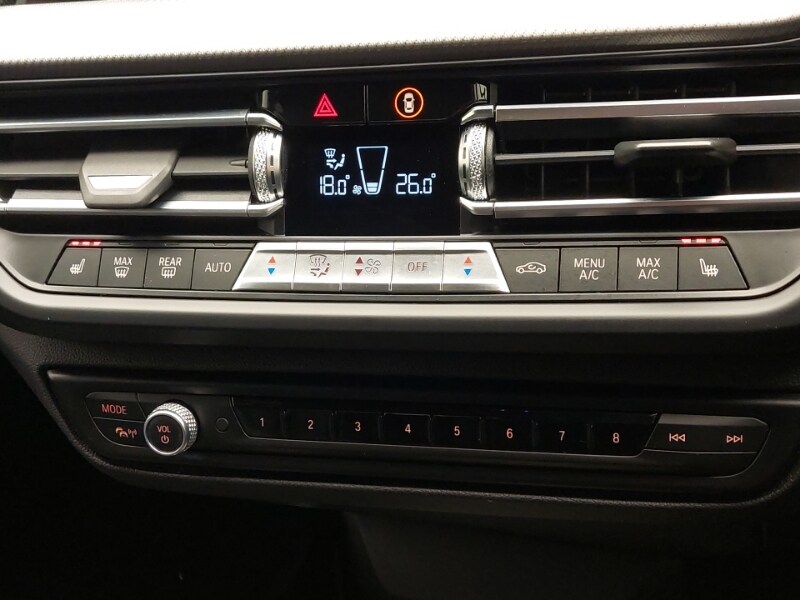 18.0° 26.0°
MAX REAR AUTO OFF MENU A/C MAX A/C
MODE
VOL
1 2 3 4 5 6 7 8